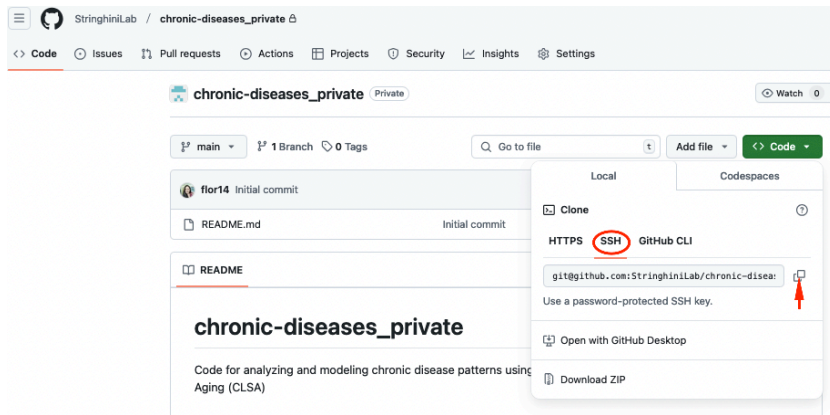 StringhiniLab / chronic-diseases_private
Code Issues Pull requests Actions Projects Security Insights Settings
chronic-diseases_private Private
Watch 0
main 1 Branch 0 Tags
Go to file t
Add file
Code
flor14 Initial commit
README.md Initial commit
README
chronic-diseases_private
Code for analyzing and modeling chronic disease patterns using
Aging (CLSA)
Local Codespaces
Clone
HTTPS SSH GitHub CLI
git@github.com:StringhiniLab/chronic-diseas
Use a password-protected SSH key.
Open with GitHub Desktop
Download ZIP